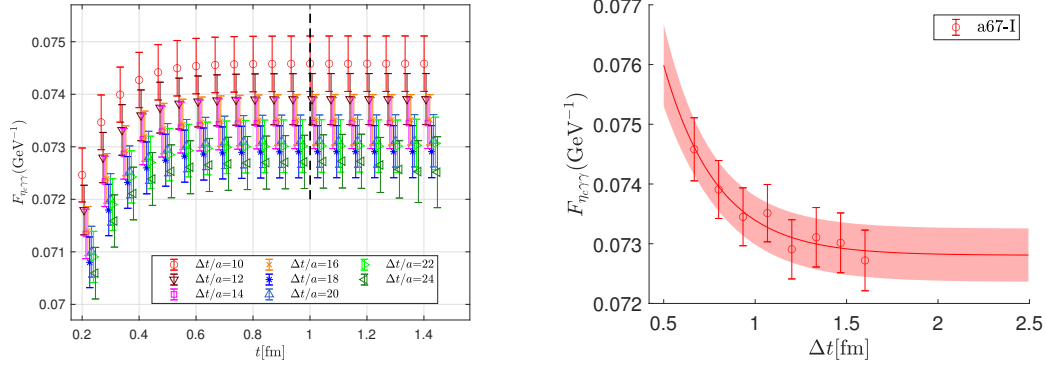 0.075
0.074
0.073
0.072
0.071
0.07
F_{η_cγγ}(GeV⁻¹)
Δt/a=10
Δt/a=12
Δt/a=14
Δt/a=16
Δt/a=18
Δt/a=20
Δt/a=22
Δt/a=24
0.2 0.4 0.6 0.8 1 1.2 1.4
t[fm]
0.077
0.076
0.075
0.074
0.073
0.072
F_{η_cγγ}(GeV⁻¹)
a67-I
0.5 1 1.5 2 2.5
Δt[fm]